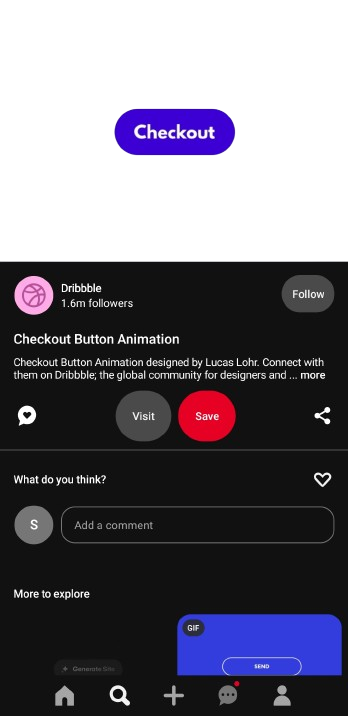 Checkout
Dribbble
1.6m followers
Follow
Checkout Button Animation
Checkout Button Animation designed by Lucas Lohr. Connect with
them on Dribbble; the global community for designers and ... more
Visit
Save
What do you think?
S
Add a comment
More to explore
GIF
Generate Site
SEND